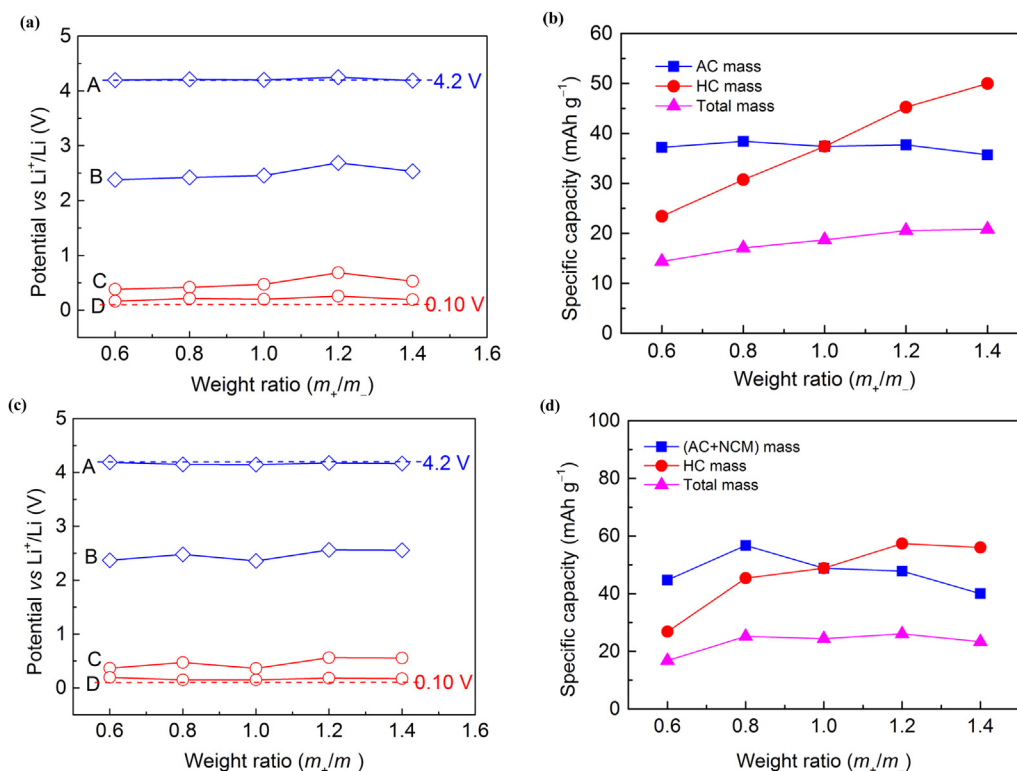 (a)
Potential vs Li⁺/Li (V)
5
4
3
2
1
0
A
B
C
D
4.2 V
0.10 V
0.6 0.8 1.0 1.2 1.4 1.6
Weight ratio (m₊/m₋)
(b)
Specific capacity (mAh g⁻¹)
60
50
40
30
20
10
0
AC mass
HC mass
Total mass
0.6 0.8 1.0 1.2 1.4
Weight ratio (m₊/m₋)
(c)
Potential vs Li⁺/Li (V)
5
4
3
2
1
0
A
B
C
D
4.2 V
0.10 V
0.6 0.8 1.0 1.2 1.4 1.6
Weight ratio (m₊/m₋)
(d)
Specific capacity (mAh g⁻¹)
100
80
60
40
20
0
(AC+NCM) mass
HC mass
Total mass
0.6 0.8 1.0 1.2 1.4
Weight ratio (m₊/m₋)